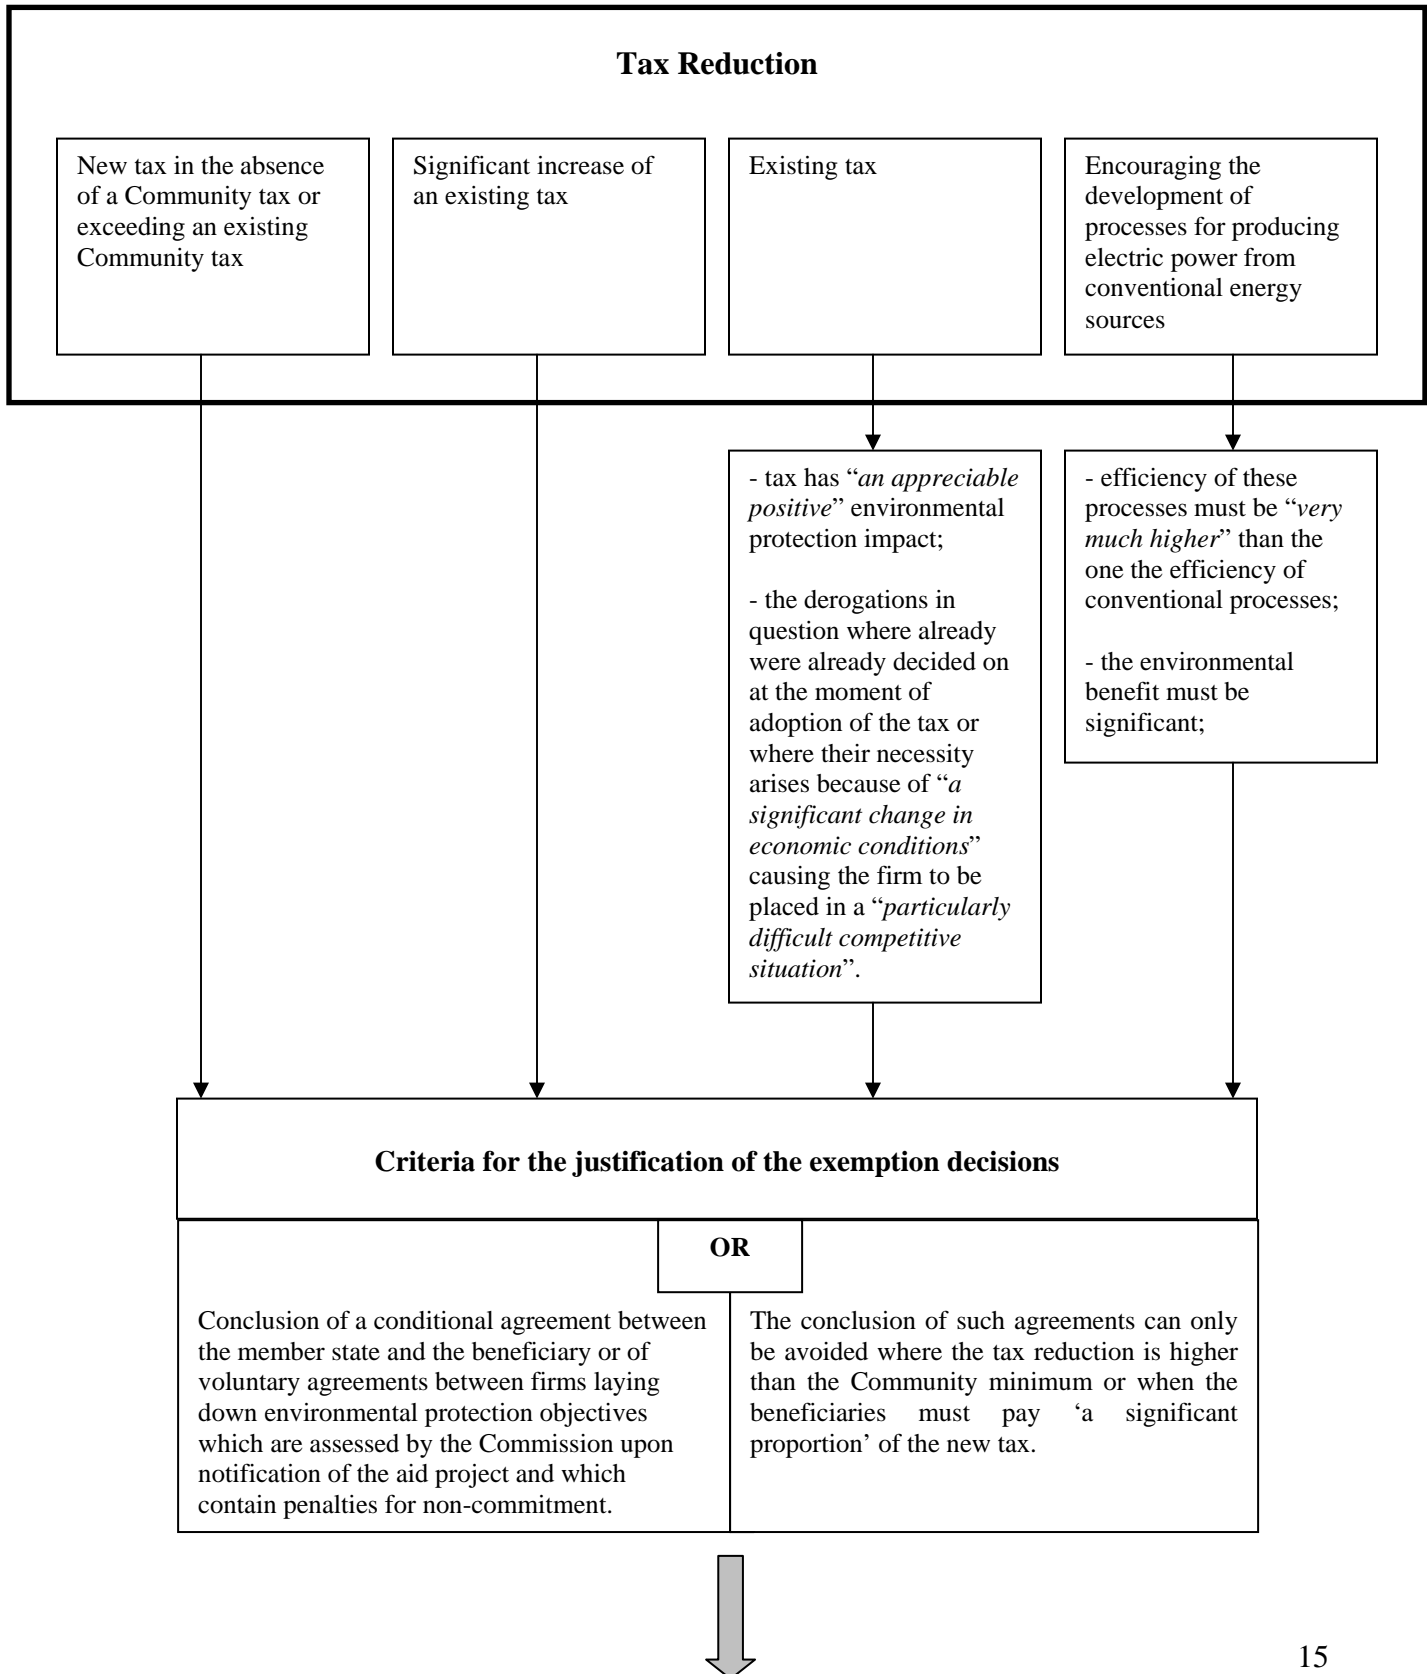 Tax Reduction
New tax in the absence
of a Community tax or
exceeding an existing
Community tax
Significant increase of
an existing tax
Existing tax
Encouraging the
development of
processes for producing
electric power from
conventional energy
sources
- tax has “an appreciable
positive” environmental
protection impact;
- the derogations in
question where already
were already decided on
at the moment of
adoption of the tax or
where their necessity
arises because of “a
significant change in
economic conditions”
causing the firm to be
placed in a “particularly
difficult competitive
situation”.
- efficiency of these
processes must be “very
much higher” than the
one the efficiency of
conventional processes;
- the environmental
benefit must be
significant;
Criteria for the justification of the exemption decisions
OR
Conclusion of a conditional agreement between
the member state and the beneficiary or of
voluntary agreements between firms laying
down environmental protection objectives
which are assessed by the Commission upon
notification of the aid project and which
contain penalties for non-commitment.
The conclusion of such agreements can only
be avoided where the tax reduction is higher
than the Community minimum or when the
beneficiaries must pay ‘a significant
proportion’ of the new tax.
15